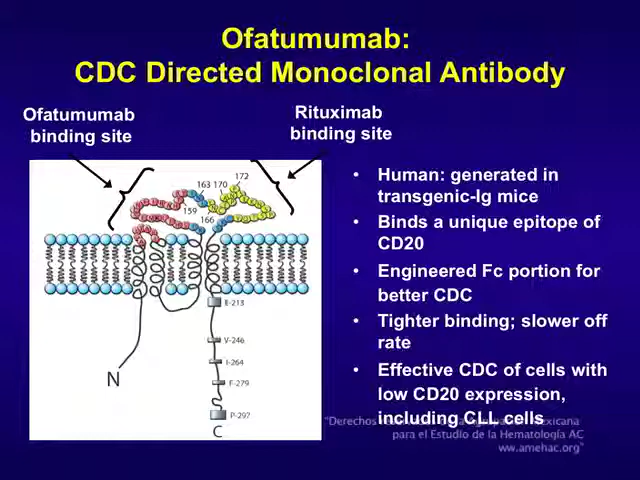 Ofatumumab:
CDC Directed Monoclonal Antibody
Ofatumumab
binding site
Rituximab
binding site
172
163
170
159
166
E-213
V-246
I-264
F-279
P-297
N
C
• Human: generated in
transgenic-Ig mice
• Binds a unique epitope of
CD20
• Engineered Fc portion for
better CDC
• Tighter binding; slower off
rate
• Effective CDC of cells with
low CD20 expression,
including CLL cells
"Derechos Mexicana
para el Estudio de la Hematología AC
ww.amehac.org"